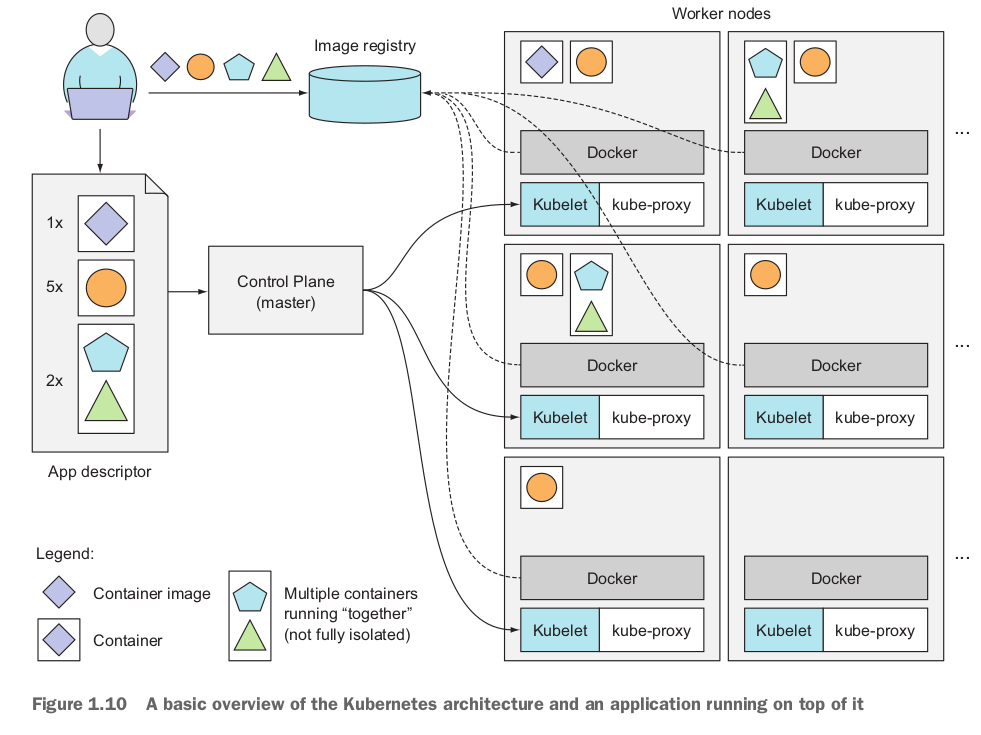 Worker nodes
Image registry
...
Docker
Docker
Kubelet
kube-proxy
Kubelet
kube-proxy
1x
5x
2x
App descriptor
Control Plane
(master)
...
Docker
Docker
Kubelet
kube-proxy
Kubelet
kube-proxy
...
Docker
Docker
Kubelet
kube-proxy
Kubelet
kube-proxy
Legend:
Container image
Container
Multiple containers
running “together”
(not fully isolated)
Figure 1.10 A basic overview of the Kubernetes architecture and an application running on top of it